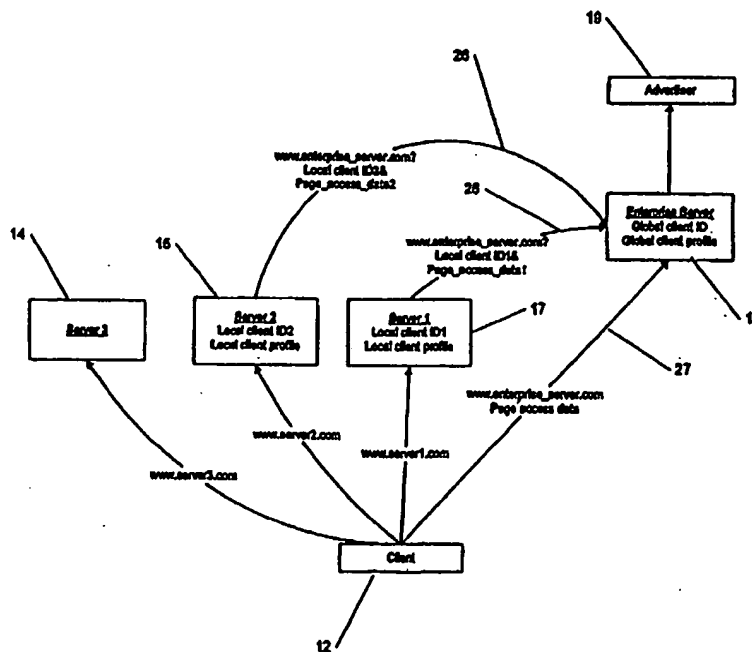 19
26
Advertiser
www.enterprise_server.com?
Local client ID2&
Page_access_data2
25
Enterprise Server
Global client ID
Global client profile
14
15
www.enterprise_server.com?
Local client ID1&
Page_access_data1
Server 3
Server 2
Local client ID2
Local client profile
Server 1
Local client ID1
Local client profile
17
27
www.enterprise_server.com
Page access data
www.server3.com
www.server2.com
www.server1.com
Client
12